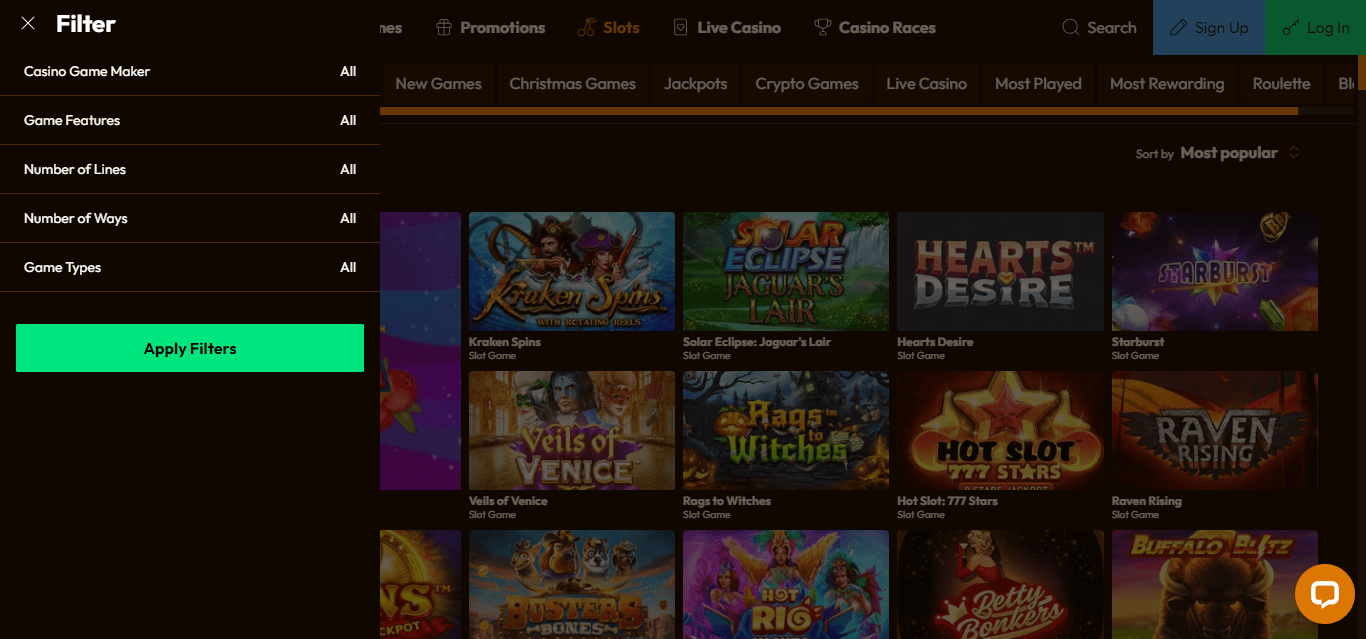 Filter
nes
Promotions
Slots
Live Casino
Casino Races
Search
Sign Up
Log In
Casino Game Maker All
Game Features All
Number of Lines All
Number of Ways All
Game Types All
Apply Filters
New Games
Christmas Games
Jackpots
Crypto Games
Live Casino
Most Played
Most Rewarding
Roulette
Bl
Sort by Most popular
Kraken Spins
WITH ROTATING REELS
SOLAR
ECLIPSE
JAGUAR'S
LAIR
HEARTS™
DESIRE
STARBURST
Kraken Spins
Slot Game
Solar Eclipse: Jaguar's Lair
Slot Game
Hearts Desire
Slot Game
Starburst
Slot Game
Veils of
VENICE
Rags™
to
Witches
HOT SLOT™
777 STARS
RAVEN
RISING
Veils of Venice
Slot Game
Rags to Witches
Slot Game
Hot Slot: 777 Stars
Slot Game
Raven Rising
Slot Game
NS™
CKPOT
BUSTERS
BONES
HOT
RIO
Betty
Bonkers
BUFFALO BLITZ